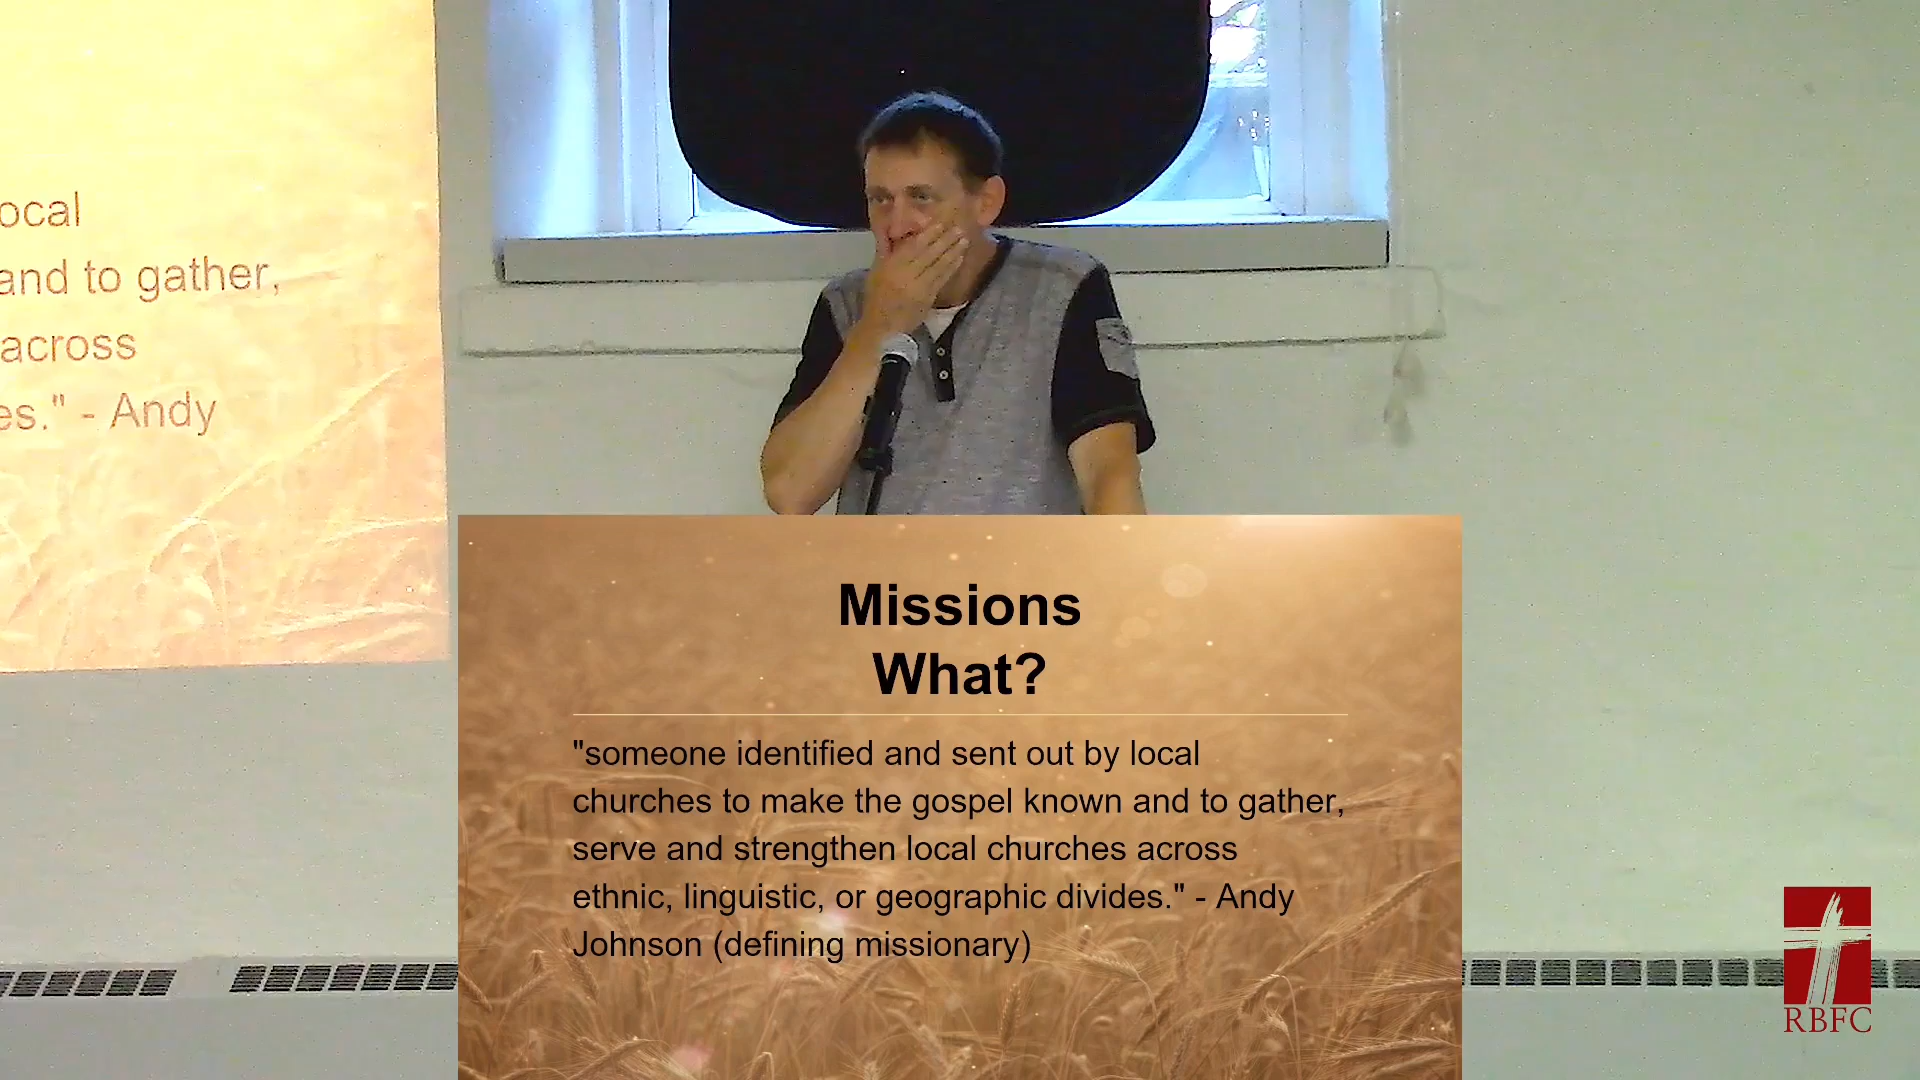 ocal
and to gather,
across
es." - Andy
Missions
What?
"someone identified and sent out by local
churches to make the gospel known and to gather,
serve and strengthen local churches across
ethnic, linguistic, or geographic divides." - Andy
Johnson (defining missionary)
RBFC